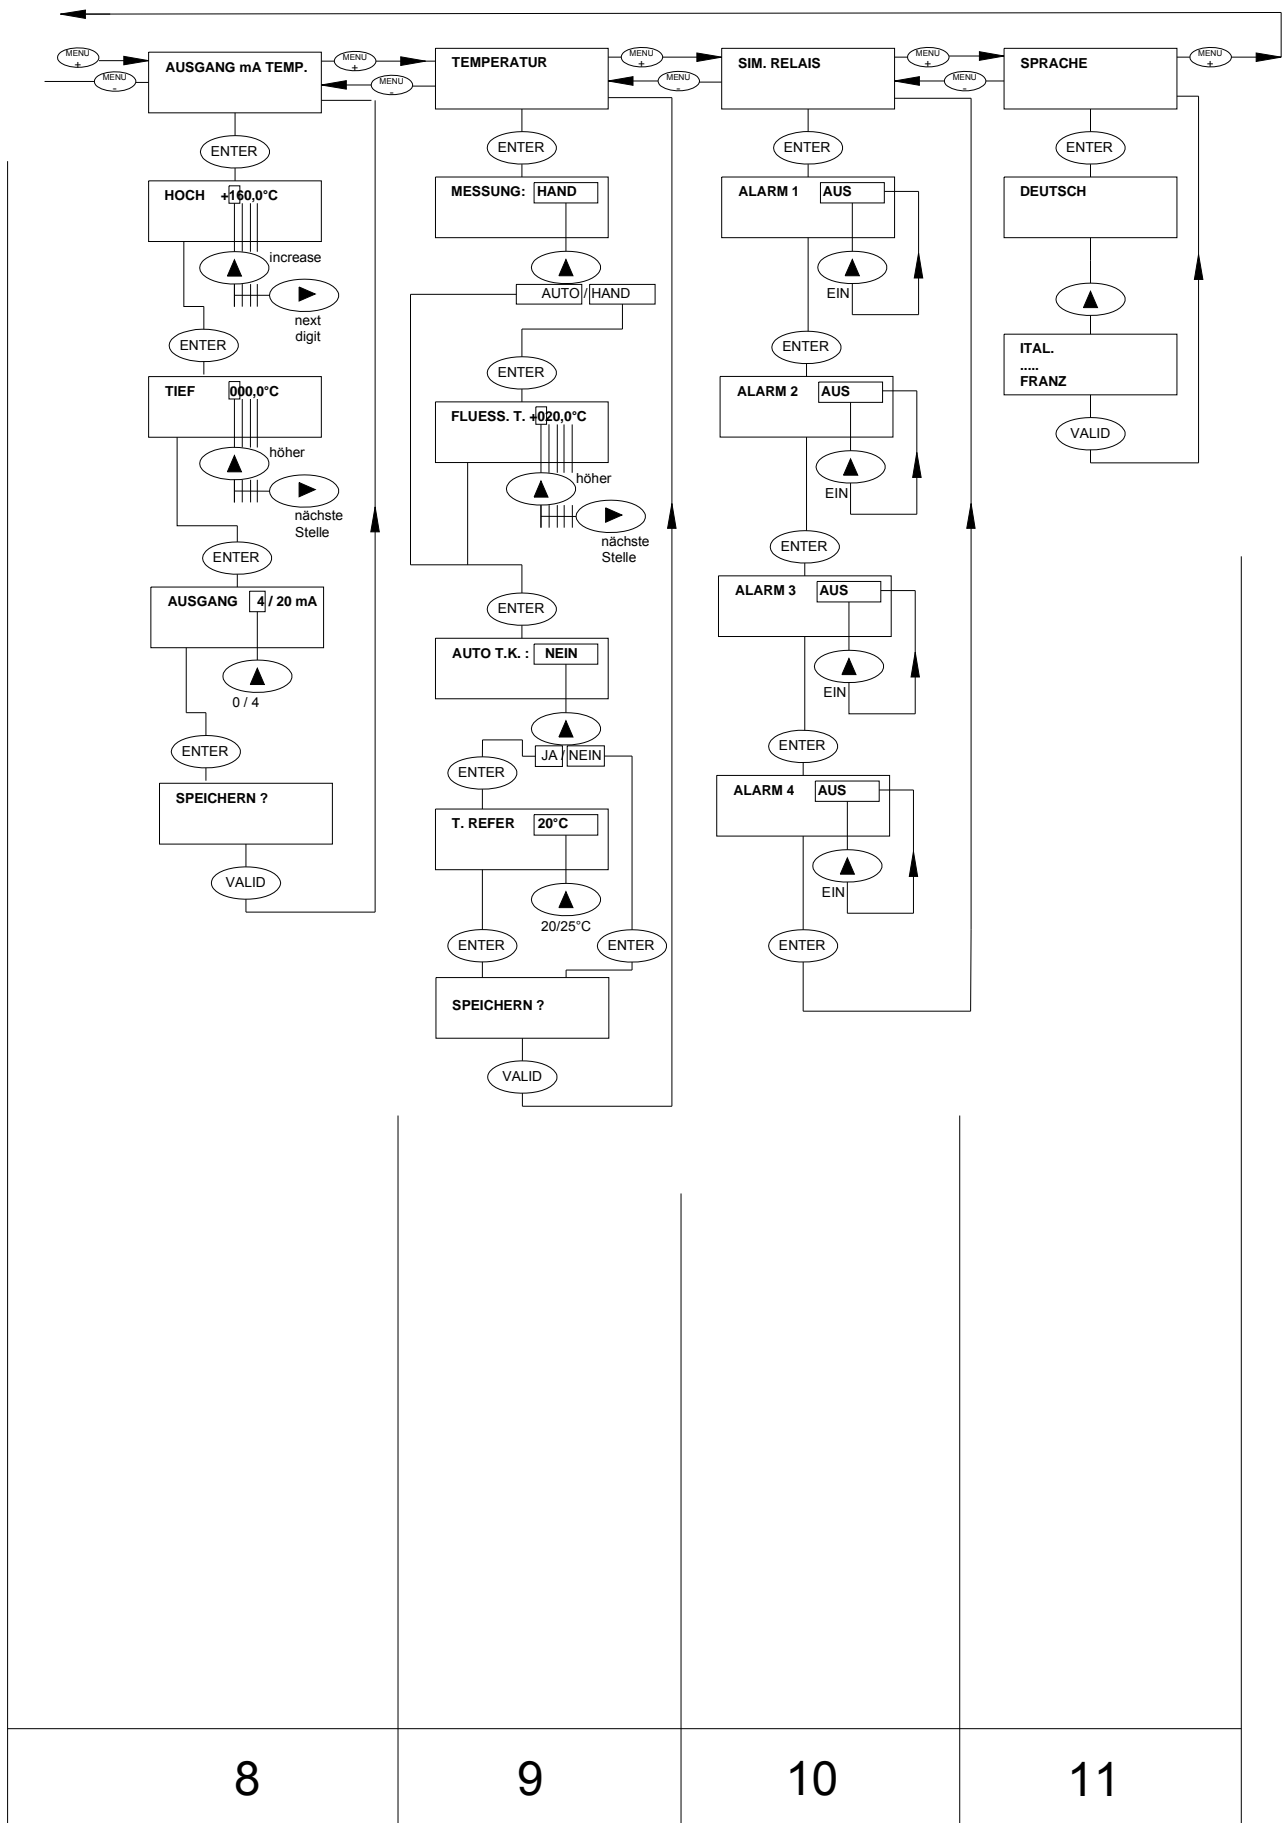 MENU
+
MENU
-
AUSGANG mA TEMP.
MENU
+
MENU
-
TEMPERATUR
MENU
+
MENU
-
SIM. RELAIS
MENU
+
MENU
-
SPRACHE
MENU
+
ENTER
HOCH +160,0°C
increase
next
digit
ENTER
TIEF 000,0°C
höher
nächste
Stelle
ENTER
AUSGANG 4 / 20 mA
0 / 4
ENTER
SPEICHERN ?
VALID
ENTER
MESSUNG: HAND
AUTO / HAND
ENTER
FLUESS. T. +020,0°C
höher
nächste
Stelle
ENTER
AUTO T.K. : NEIN
JA / NEIN
ENTER
T. REFER 20°C
20/25°C
ENTER
ENTER
SPEICHERN ?
VALID
ENTER
ALARM 1 AUS
EIN
ENTER
ALARM 2 AUS
EIN
ENTER
ALARM 3 AUS
EIN
ENTER
ALARM 4 AUS
EIN
ENTER
ENTER
DEUTSCH
ITAL.
.....
FRANZ
VALID
8
9
10
11